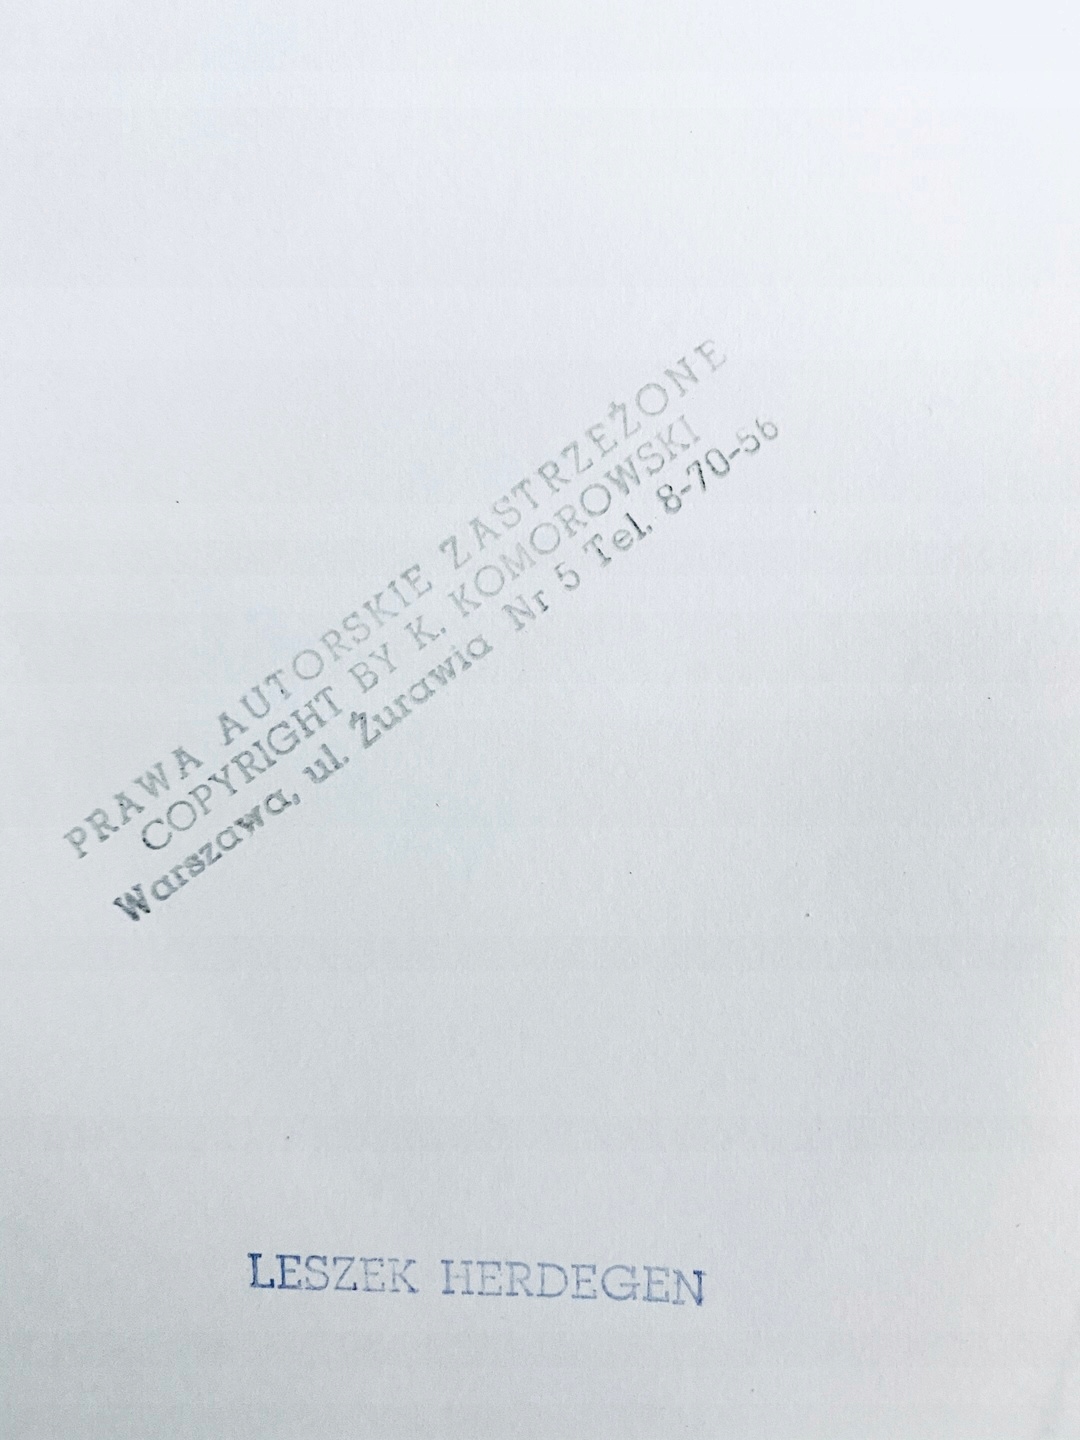 PRAWA AUTORSKIE ZASTRZEŻONE
COPYRIGHT BY K. KOMOROWSKI
Warszawa, ul. Żurawia Nr 5 Tel. 8-70-56
LESZEK HERDEGEN